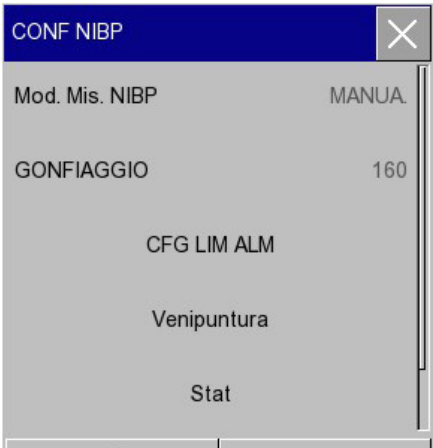 CONF NIBP
Mod. Mis. NIBP MANUA.
GONFIAGGIO 160
CFG LIM ALM
Venipuntura
Stat